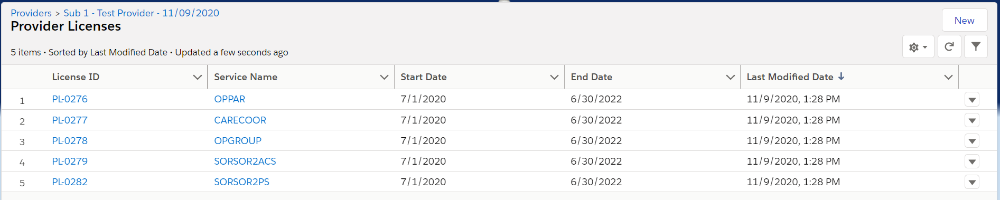 Providers > Sub 1 - Test Provider - 11/09/2020
Provider Licenses
New
5 items • Sorted by Last Modified Date • Updated a few seconds ago
License ID Service Name Start Date End Date Last Modified Date
1 PL-0276 OPPAR 7/1/2020 6/30/2022 11/9/2020, 1:28 PM
2 PL-0277 CARECOOR 7/1/2020 6/30/2022 11/9/2020, 1:28 PM
3 PL-0278 OPGROUP 7/1/2020 6/30/2022 11/9/2020, 1:28 PM
4 PL-0279 SORSOR2ACS 7/1/2020 6/30/2022 11/9/2020, 1:28 PM
5 PL-0282 SORSOR2PS 7/1/2020 6/30/2022 11/9/2020, 1:28 PM